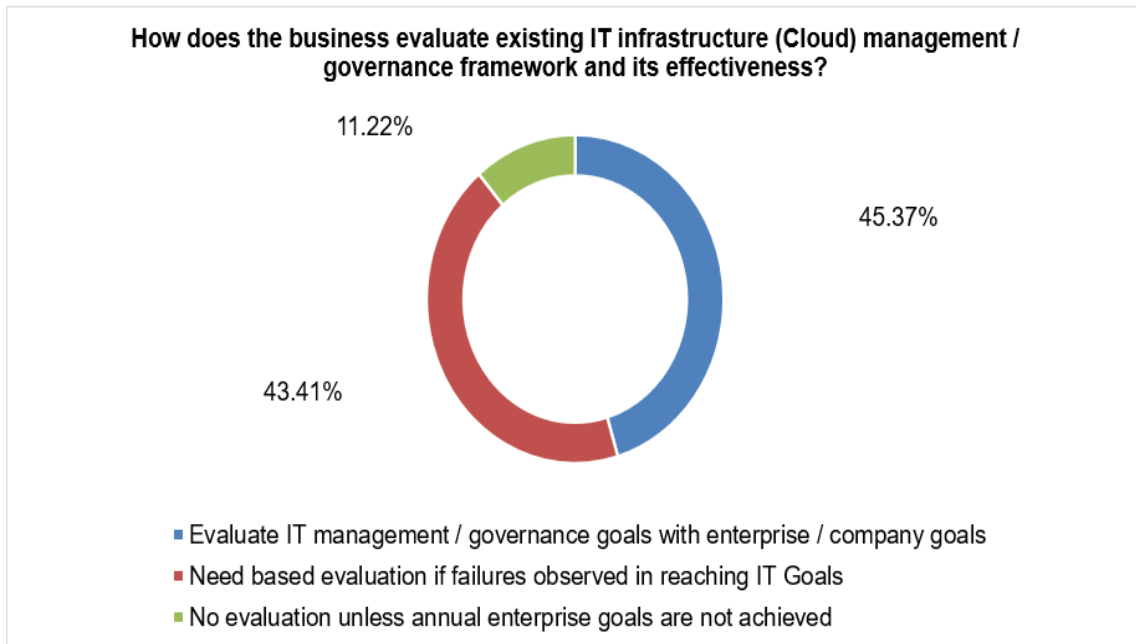 How does the business evaluate existing IT infrastructure (Cloud) management /
governance framework and its effectiveness?
11.22%
45.37%
43.41%
Evaluate IT management / governance goals with enterprise / company goals
Need based evaluation if failures observed in reaching IT Goals
No evaluation unless annual enterprise goals are not achieved